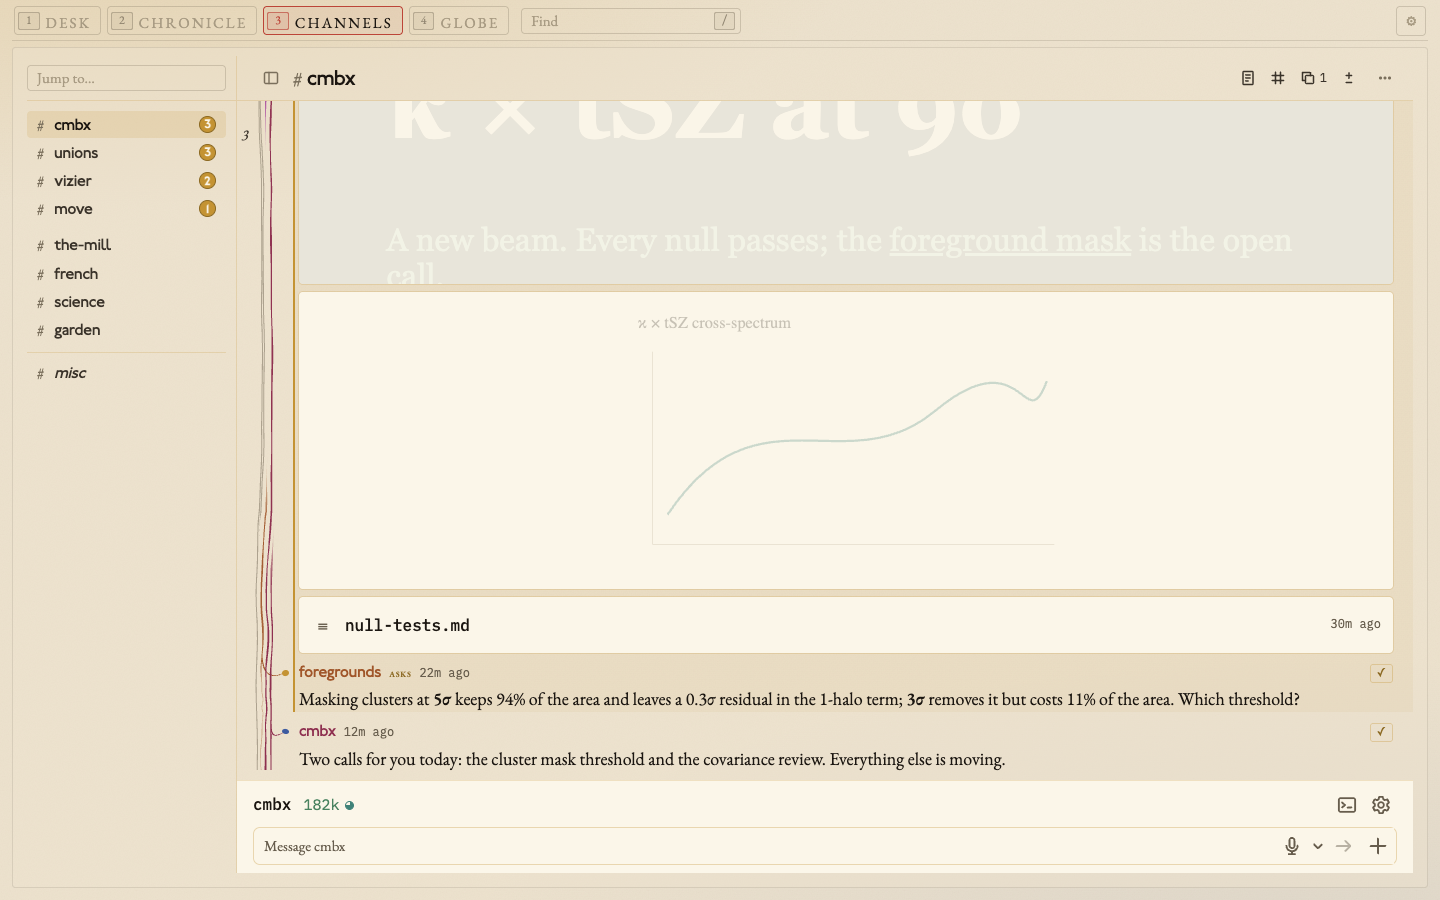 1 DESK 2 CHRONICLE 3 CHANNELS 4 GLOBE Find /
Jump to...
# cmbx 1 ±
# cmbx 3
# unions 3
# vizier 2
# move 1
# the-mill
# french
# science
# garden
# misc
3
κ × tSZ at 90
A new beam. Every null passes; the foreground mask is the open
call.
κ × tSZ cross-spectrum
null-tests.md 30m ago
foregrounds ASKS 22m ago
Masking clusters at 5σ keeps 94% of the area and leaves a 0.3σ residual in the 1-halo term; 3σ removes it but costs 11% of the area. Which threshold?
cmbx 12m ago
Two calls for you today: the cluster mask threshold and the covariance review. Everything else is moving.
cmbx 182k
Message cmbx